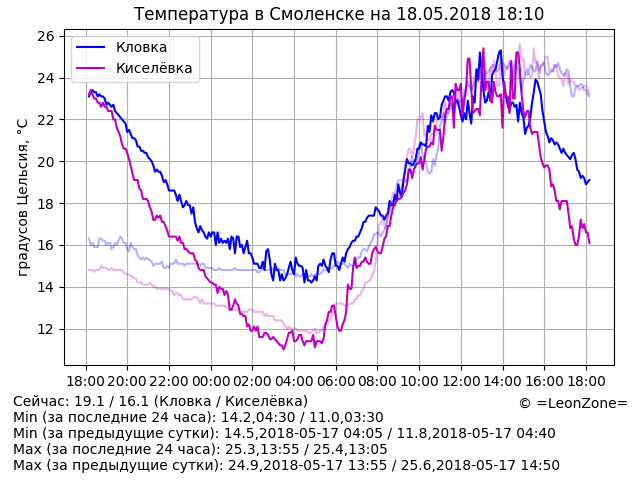 Температура в Смоленске на 18.05.2018 18:10
26
24
22
20
18
16
14
12
градусов Цельсия, °C
Кловка
Киселёвка
18:00 20:00 22:00 00:00 02:00 04:00 06:00 08:00 10:00 12:00 14:00 16:00 18:00
Сейчас: 19.1 / 16.1 (Кловка / Киселёвка)
© =LeonZone=
Min (за последние 24 часа): 14.2,04:30 / 11.0,03:30
Min (за предыдущие сутки): 14.5,2018-05-17 04:05 / 11.8,2018-05-17 04:40
Max (за последние 24 часа): 25.3,13:55 / 25.4,13:05
Max (за предыдущие сутки): 24.9,2018-05-17 13:55 / 25.6,2018-05-17 14:50